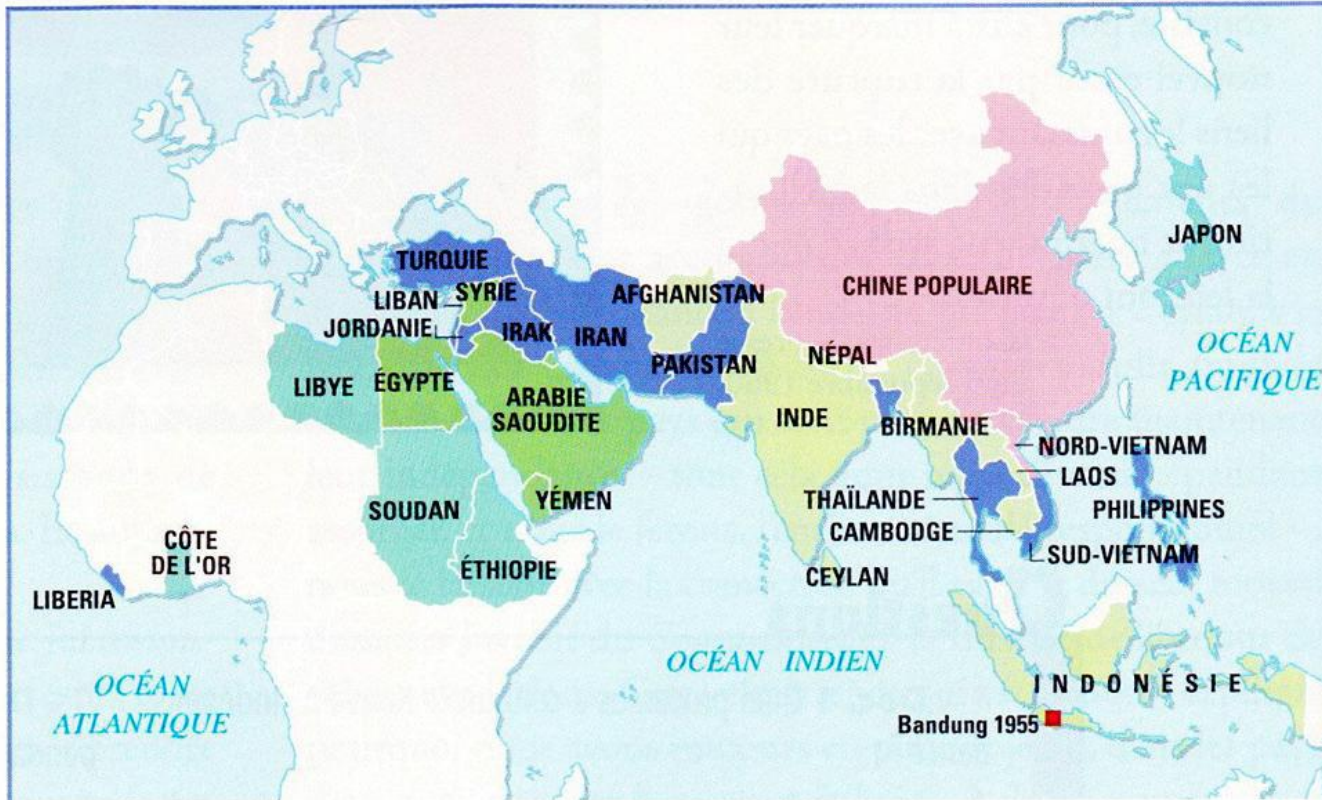 TURQUIE
LIBAN
SYRIE
JORDANIE
IRAK
IRAN
AFGHANISTAN
PAKISTAN
CHINE POPULAIRE
JAPON
OCÉAN
PACIFIQUE
LIBYE
ÉGYPTE
ARABIE
SAOUDITE
NÉPAL
INDE
BIRMANIE
NORD-VIETNAM
LAOS
THAÏLANDE
CAMBODGE
PHILIPPINES
SUD-VIETNAM
SOUDAN
YÉMEN
CÔTE
DE L'OR
ÉTHIOPIE
CEYLAN
LIBERIA
OCÉAN INDIEN
OCÉAN
ATLANTIQUE
INDONÉSIE
Bandung 1955